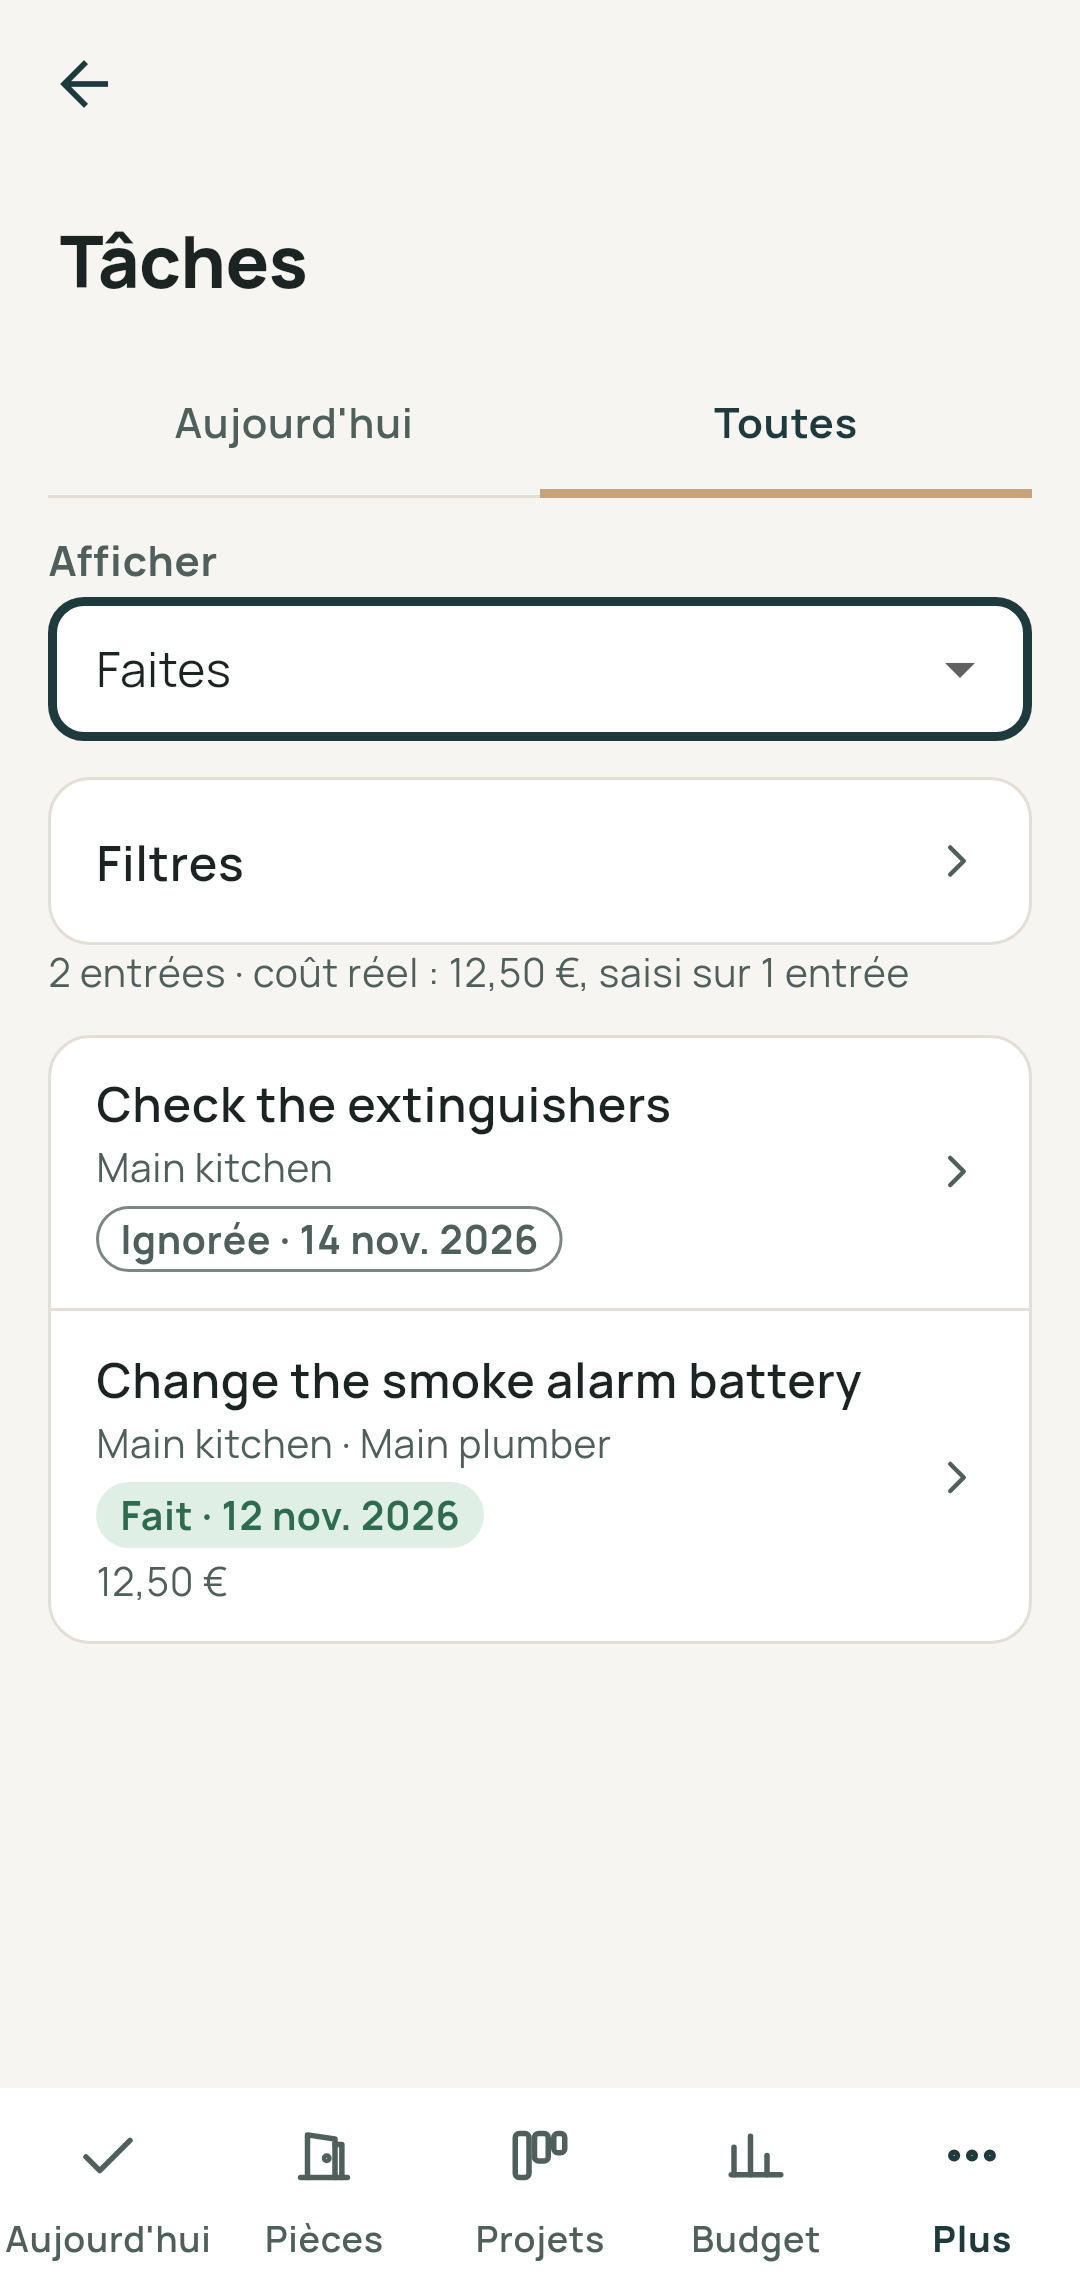 Tâches
Aujourd'hui
Toutes
Afficher
Faites
Filtres
2 entrées · coût réel : 12,50 €, saisi sur 1 entrée
Check the extinguishers
Main kitchen
Ignorée · 14 nov. 2026
Change the smoke alarm battery
Main kitchen · Main plumber
Fait · 12 nov. 2026
12,50 €
Aujourd'hui
Pièces
Projets
Budget
Plus